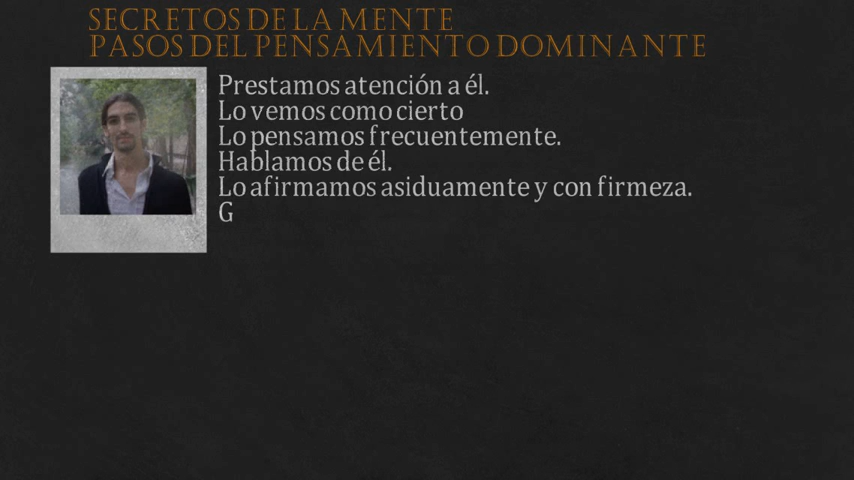 SECRETOS DE LA MENTE
PASOS DEL PENSAMIENTO DOMINANTE
Prestamos atención a él.
Lo vemos como cierto
Lo pensamos frecuentemente.
Hablamos de él.
Lo afirmamos asiduamente y con firmeza.
G